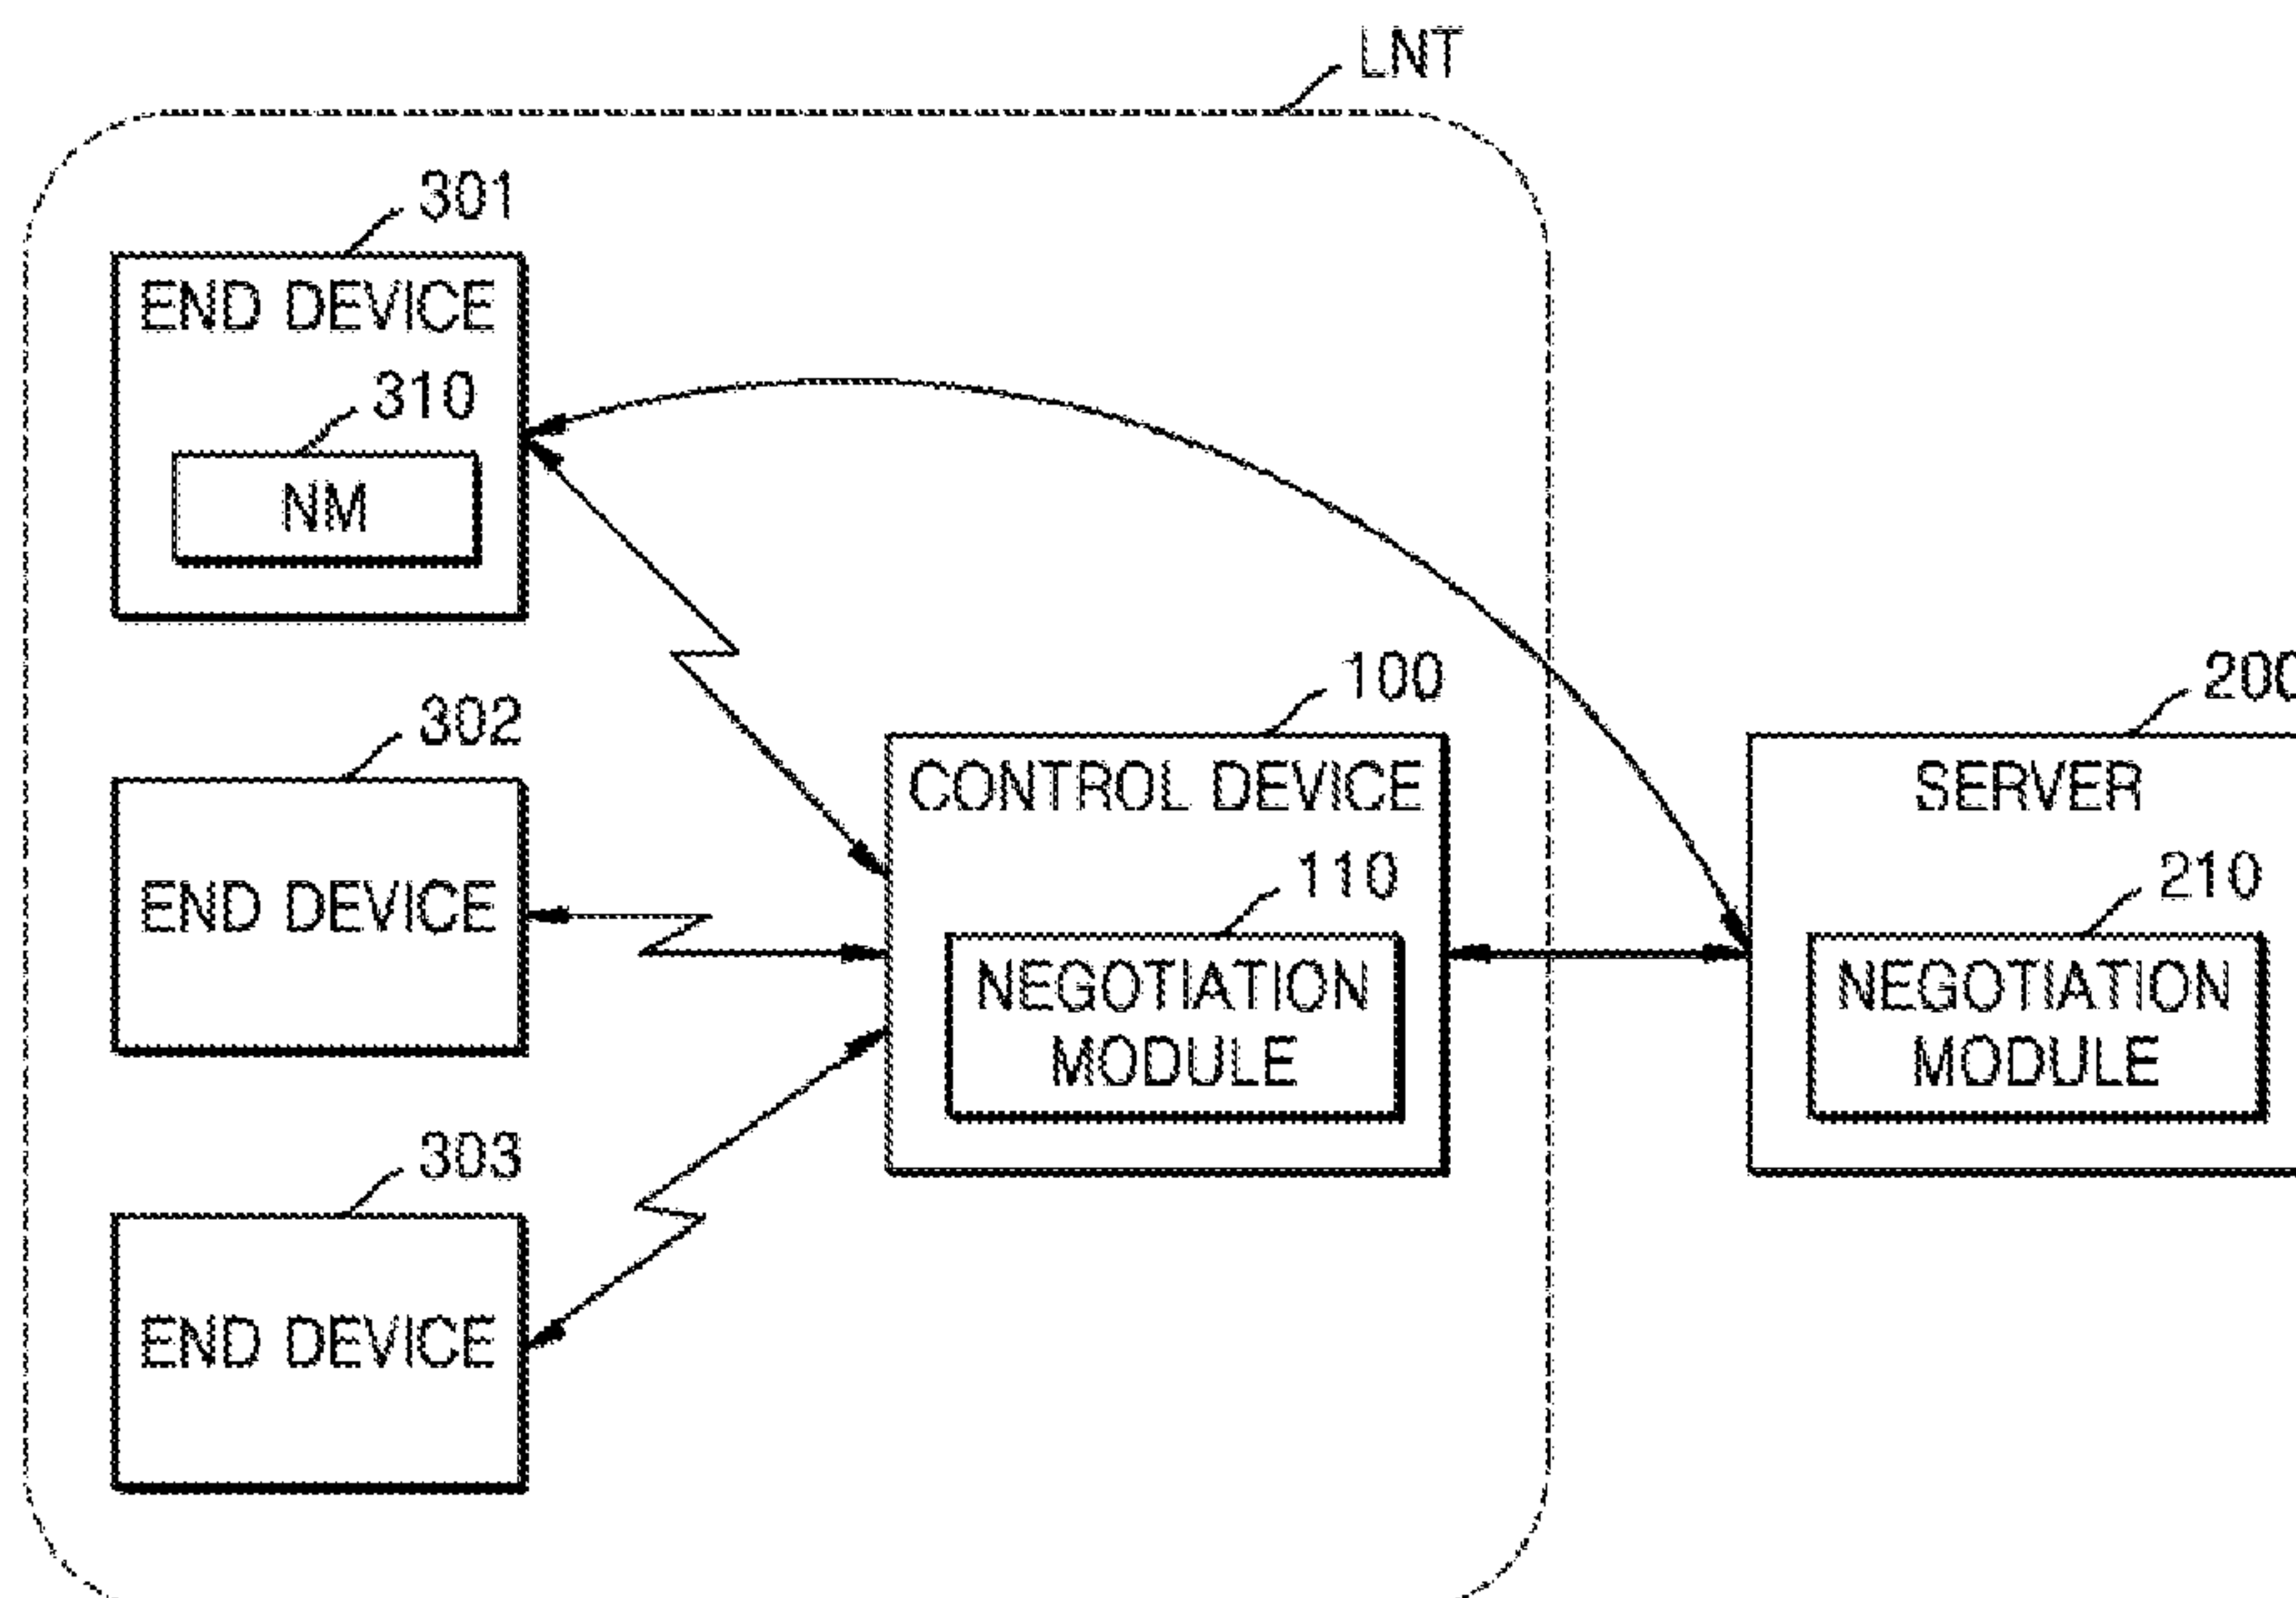 LNT
301
END DEVICE
310
NM
302
END DEVICE
303
END DEVICE
100
CONTROL DEVICE
110
NEGOTIATION
MODULE
200
SERVER
210
NEGOTIATION
MODULE